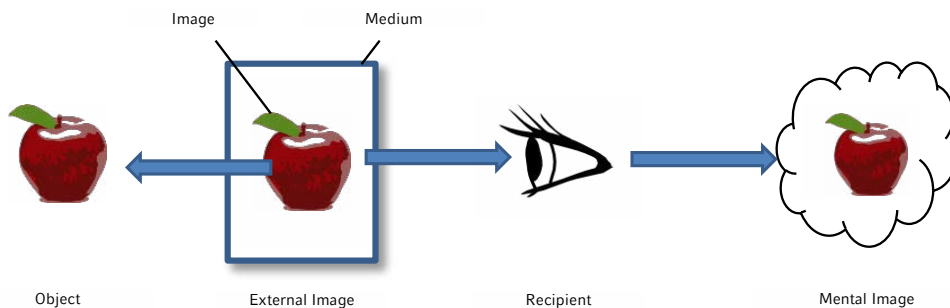 Image
Medium
Object
External Image
Recipient
Mental Image